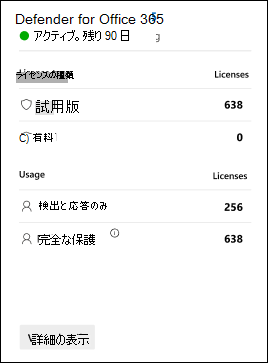 Defender for Office 365
アクティブ。残り 90 日
ライセンスの種類 Licenses
試用版 638
有料 0
Usage Licenses
検出と応答のみ 256
完全な保護 638
詳細の表示